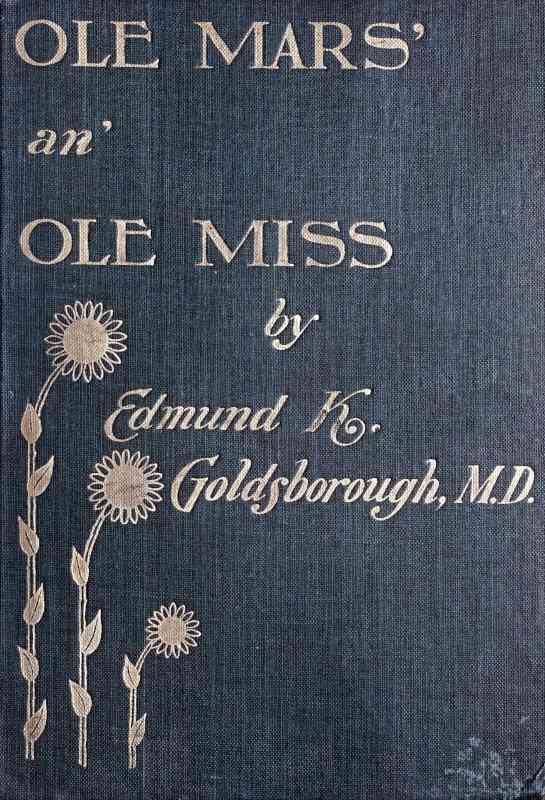 OLE MARS'
an'
OLE MISS
by
Edmund K.
Goldsborough, M.D.